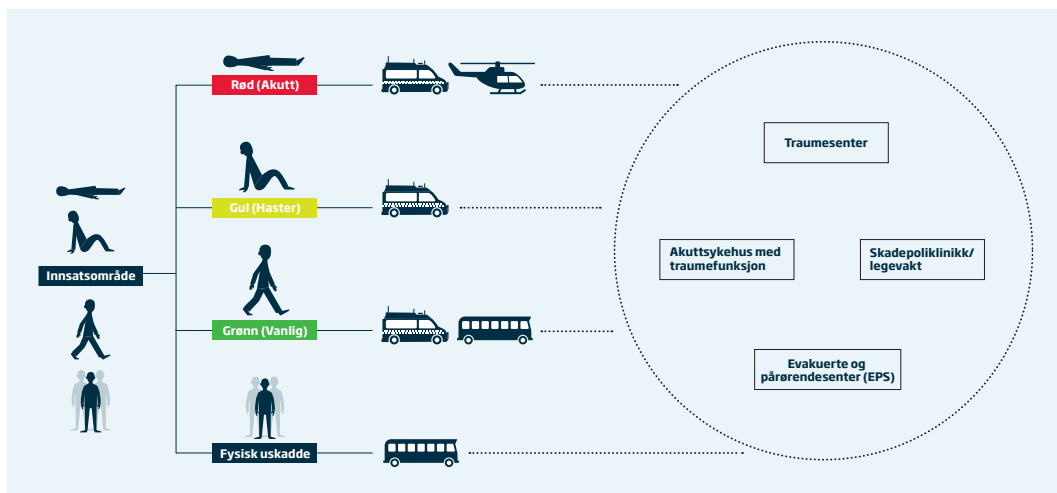 Innsatsområde
Rød (Akutt)
Gul (Haster)
Grønn (Vanlig)
Fysisk uskadde
Traumesenter
Akuttsykehus med
traumefunksjon
Skadepoliklinikk/
legevakt
Evakuerte og
pårørendesenter (EPS)